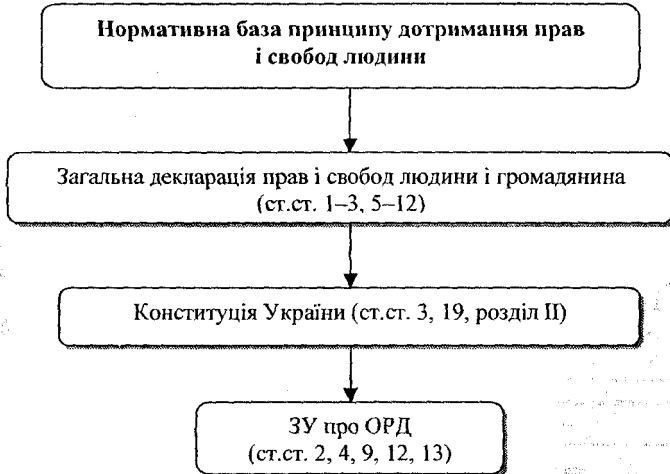 Нормативна база принципу дотримання прав
і свобод людини
Загальна декларація прав і свобод людини і громадянина
(ст.ст. 1–3, 5–12)
Конституція України (ст.ст. 3, 19, розділ II)
ЗУ про ОРД
(ст.ст. 2, 4, 9, 12, 13)